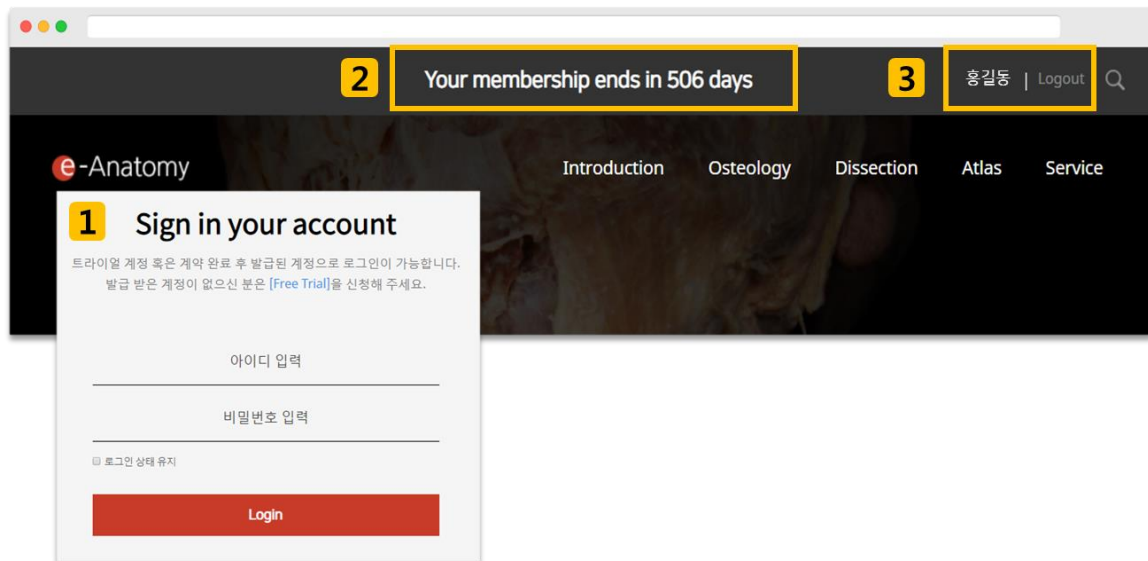 2 Your membership ends in 506 days 3 홍길동 | Logout
e-Anatomy Introduction Osteology Dissection Atlas Service
1 Sign in your account
트라이얼 계정 혹은 계약 완료 후 발급된 계정으로 로그인이 가능합니다.
발급 받은 계정이 없으신 분은 [Free Trial]을 신청해 주세요.
아이디 입력
비밀번호 입력
로그인 상태 유지
Login